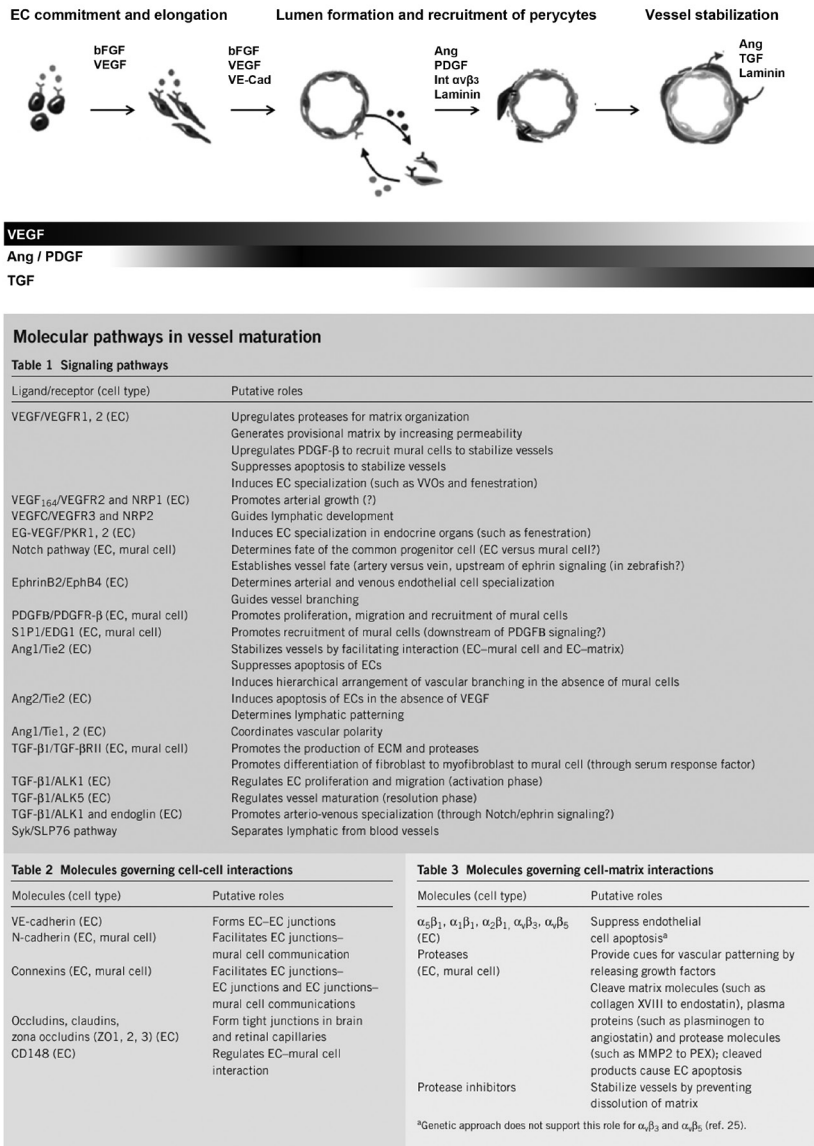 EC commitment and elongation
Lumen formation and recruitment of perycytes
Vessel stabilization
bFGF
VEGF
bFGF
VEGF
VE-Cad
Ang
PDGF
Int αvβ3
Laminin
Ang
TGF
Laminin
VEGF
Ang / PDGF
TGF
Molecular pathways in vessel maturation
Table 1 Signaling pathways
Ligand/receptor (cell type) Putative roles
VEGF/VEGFR1, 2 (EC) Upregulates proteases for matrix organization
Generates provisional matrix by increasing permeability
Upregulates PDGF-β to recruit mural cells to stabilize vessels
Suppresses apoptosis to stabilize vessels
Induces EC specialization (such as VVOs and fenestration)
VEGF164/VEGFR2 and NRP1 (EC) Promotes arterial growth (?)
VEGFC/VEGFR3 and NRP2 Guides lymphatic development
EG-VEGF/PKR1, 2 (EC) Induces EC specialization in endocrine organs (such as fenestration)
Notch pathway (EC, mural cell) Determines fate of the common progenitor cell (EC versus mural cell?)
Establishes vessel fate (artery versus vein, upstream of ephrin signaling (in zebrafish?)
EphrinB2/EphB4 (EC) Determines arterial and venous endothelial cell specialization
Guides vessel branching
PDGFB/PDGFR-β (EC, mural cell) Promotes proliferation, migration and recruitment of mural cells
S1P1/EDG1 (EC, mural cell) Promotes recruitment of mural cells (downstream of PDGFB signaling?)
Ang1/Tie2 (EC) Stabilizes vessels by facilitating interaction (EC–mural cell and EC–matrix)
Suppresses apoptosis of ECs
Induces hierarchical arrangement of vascular branching in the absence of mural cells
Ang2/Tie2 (EC) Induces apoptosis of ECs in the absence of VEGF
Determines lymphatic patterning
Ang1/Tie1, 2 (EC) Coordinates vascular polarity
TGF-β1/TGF-βRII (EC, mural cell) Promotes the production of ECM and proteases
Promotes differentiation of fibroblast to myofibroblast to mural cell (through serum response factor)
TGF-β1/ALK1 (EC) Regulates EC proliferation and migration (activation phase)
TGF-β1/ALK5 (EC) Regulates vessel maturation (resolution phase)
TGF-β1/ALK1 and endoglin (EC) Promotes arterio-venous specialization (through Notch/ephrin signaling?)
Syk/SLP76 pathway Separates lymphatic from blood vessels
Table 2 Molecules governing cell-cell interactions
Molecules (cell type) Putative roles
VE-cadherin (EC) Forms EC–EC junctions
N-cadherin (EC, mural cell) Facilitates EC junctions–
mural cell communication
Connexins (EC, mural cell) Facilitates EC junctions–
EC junctions and EC junctions–
mural cell communications
Occludins, claudins, Form tight junctions in brain
zona occludins (ZO1, 2, 3) (EC) and retinal capillaries
CD148 (EC) Regulates EC–mural cell
interaction
Table 3 Molecules governing cell-matrix interactions
Molecules (cell type) Putative roles
α5β1, α1β1, α2β1, αvβ3, αvβ5 Suppress endothelial
(EC) cell apoptosisa
Proteases Provide cues for vascular patterning by
(EC, mural cell) releasing growth factors
Cleave matrix molecules (such as
collagen XVIII to endostatin), plasma
proteins (such as plasminogen to
angiostatin) and protease molecules
(such as MMP2 to PEX); cleaved
products cause EC apoptosis
Protease inhibitors Stabilize vessels by preventing
dissolution of matrix
aGenetic approach does not support this role for αvβ3 and αvβ5 (ref. 25).